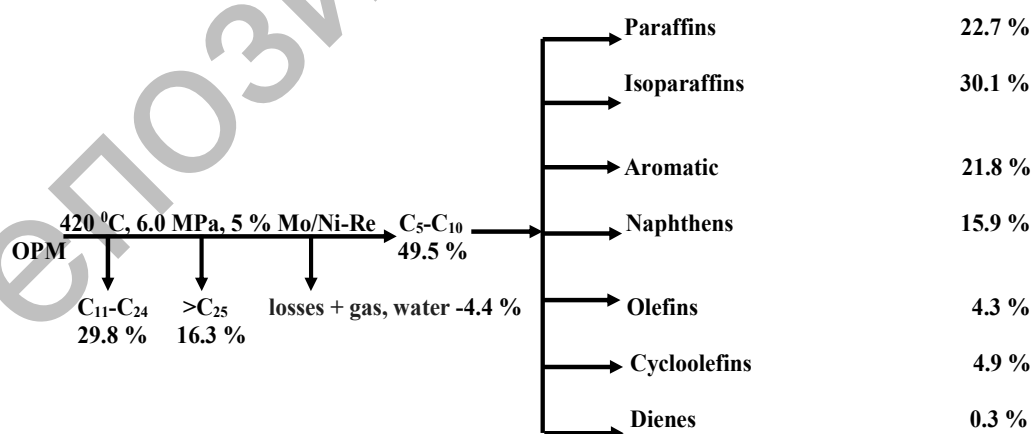 Paraffins 22.7 %
Isoparaffins 30.1 %
Aromatic 21.8 %
Naphthens 15.9 %
420 ⁰C, 6.0 MPa, 5 % Mo/Ni-Re
OPM
C₅-C₁₀
49.5 %
C₁₁-C₂₄
29.8 %
>C₂₅
16.3 %
losses + gas, water -4.4 %
Olefins 4.3 %
Cycloolefins 4.9 %
Dienes 0.3 %
епози